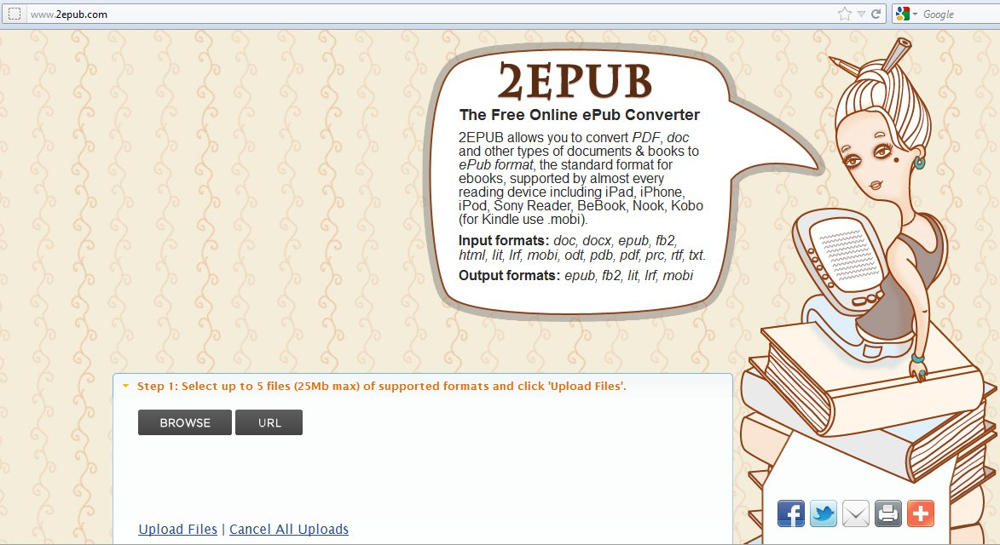 www.2epub.com
Google
2EPUB
The Free Online ePub Converter
2EPUB allows you to convert PDF, doc
and other types of documents & books to
ePub format, the standard format for
ebooks, supported by almost every
reading device including iPad, iPhone,
iPod, Sony Reader, BeBook, Nook, Kobo
(for Kindle use .mobi).
Input formats: doc, docx, epub, fb2,
html, lit, lrf, mobi, odt, pdb, pdf, prc, rtf, txt.
Output formats: epub, fb2, lit, lrf, mobi
Step 1: Select up to 5 files (25Mb max) of supported formats and click 'Upload Files'.
BROWSE URL
Upload Files | Cancel All Uploads